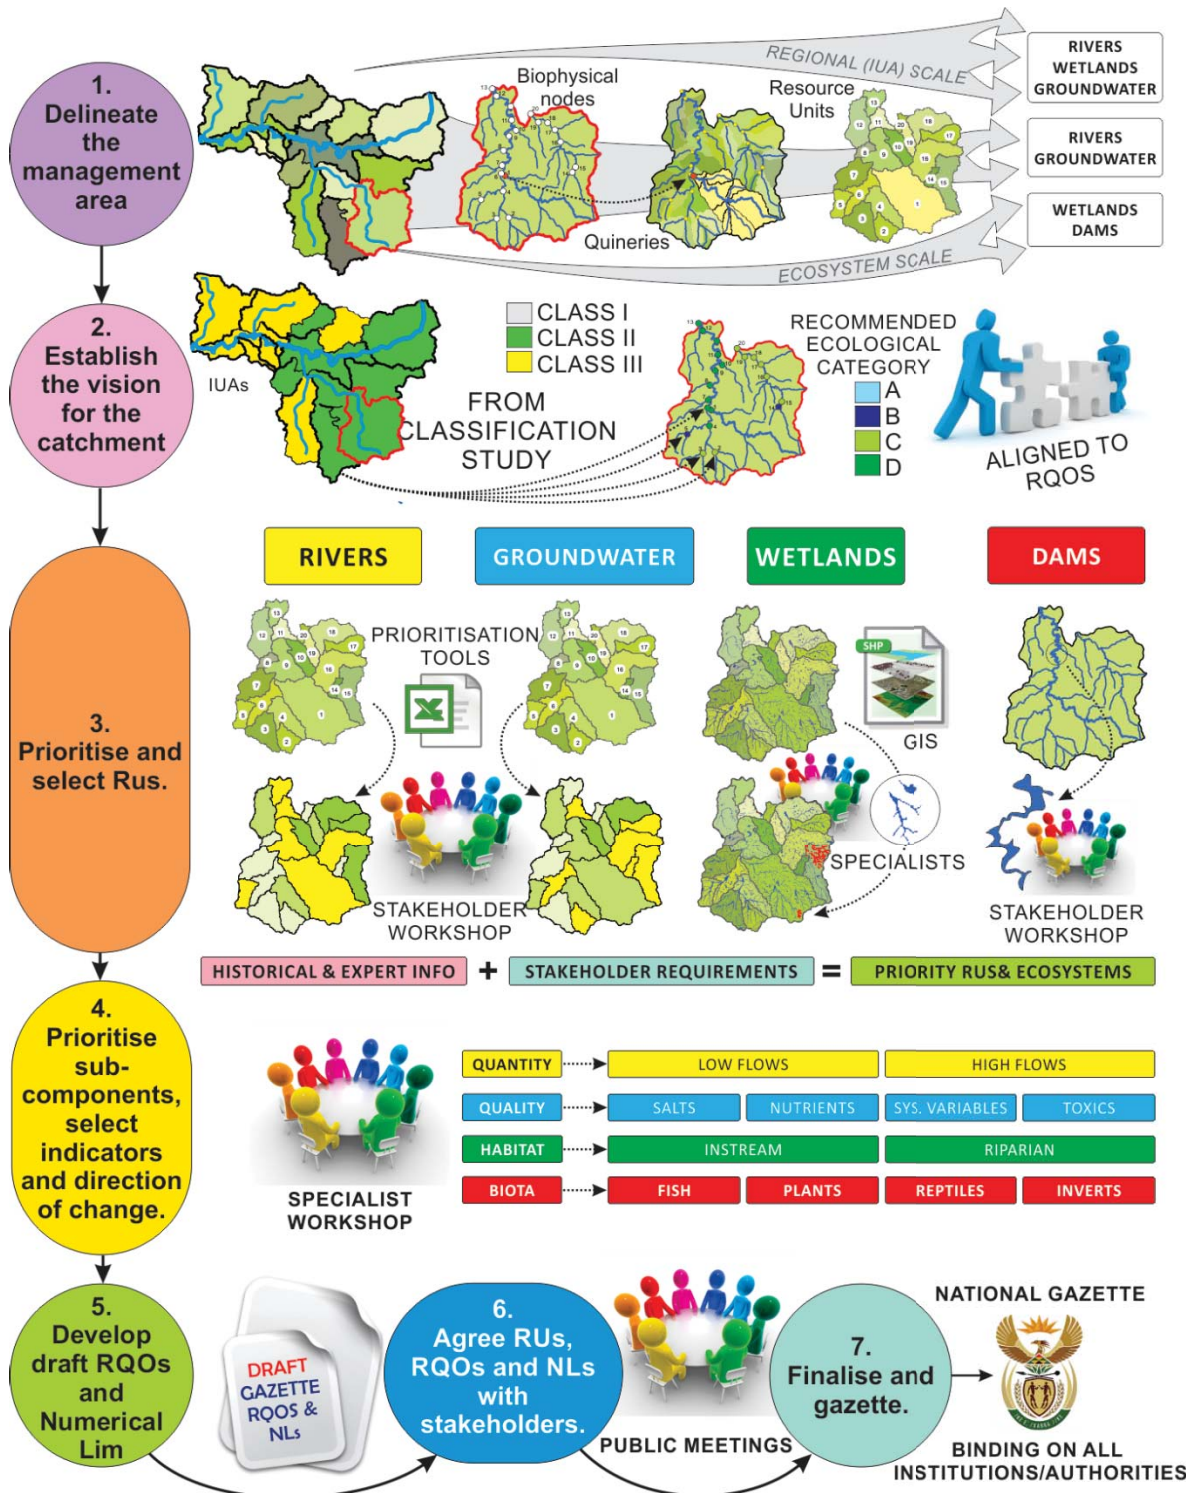 1.
Delineate
the
management
area
Biophysical
nodes
Quineries
Resource
Units
REGIONAL (IUA) SCALE
ECOSYSTEM SCALE
RIVERS
WETLANDS
GROUNDWATER
RIVERS
GROUNDWATER
WETLANDS
DAMS
2.
Establish
the vision
for the
catchment
IUAs
CLASS I
CLASS II
CLASS III
FROM
CLASSIFICATION
STUDY
RECOMMENDED
ECOLOGICAL
CATEGORY
A
B
C
D
ALIGNED TO
RQOS
3.
Prioritise and
select Rus.
RIVERS
GROUNDWATER
WETLANDS
DAMS
PRIORITISATION
TOOLS
SHP
GIS
STAKEHOLDER
WORKSHOP
SPECIALISTS
STAKEHOLDER
WORKSHOP
HISTORICAL & EXPERT INFO
+
STAKEHOLDER REQUIREMENTS
=
PRIORITY RUS& ECOSYSTEMS
4.
Prioritise
sub-
components,
select
indicators
and direction
of change.
SPECIALIST
WORKSHOP
QUANTITY LOW FLOWS HIGH FLOWS
QUALITY SALTS NUTRIENTS SYS. VARIABLES TOXICS
HABITAT INSTREAM RIPARIAN
BIOTA FISH PLANTS REPTILES INVERTS
5.
Develop
draft RQOs
and
Numerical
Lim
DRAFT
GAZETTE
RQOS &
NLs
6.
Agree RUs,
RQOs and NLs
with
stakeholders.
PUBLIC MEETINGS
7.
Finalise and
gazette.
NATIONAL GAZETTE
BINDING ON ALL
INSTITUTIONS/AUTHORITIES